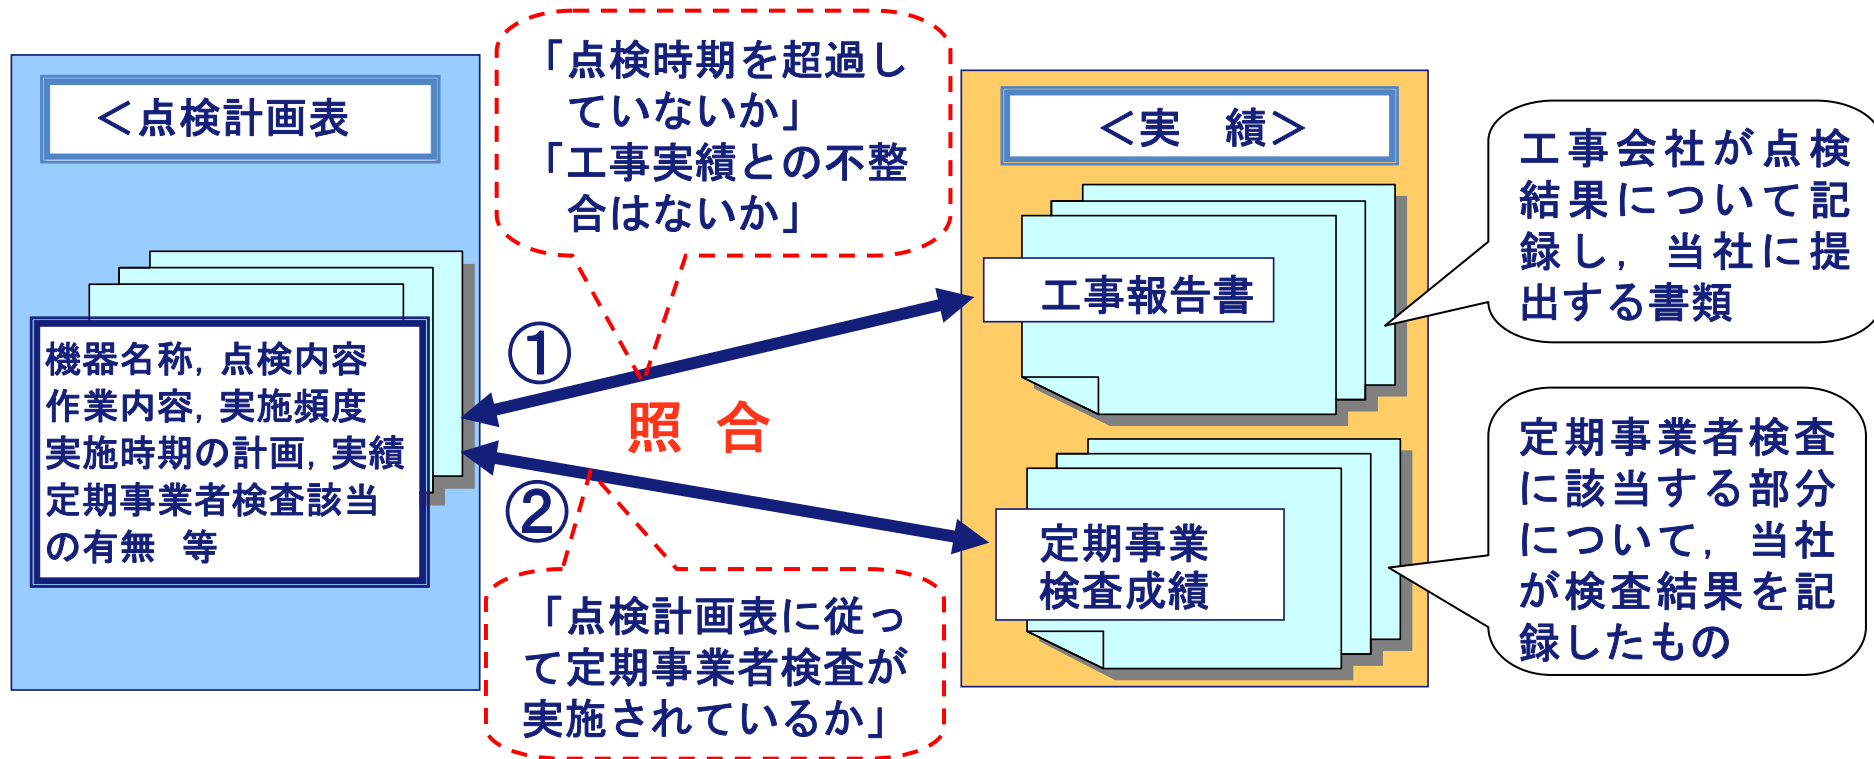 ＜点検計画表
機器名称，点検内容
作業内容，実施頻度
実施時期の計画，実績
定期事業者検査該当
の有無　等
「点検時期を超過し
ていないか」
「工事実績との不整
合はないか」
①
照 合
②
「点検計画表に従っ
て定期事業者検査が
実施されているか」
＜実　績＞
工事報告書
定期事業
検査成績
工事会社が点検
結果について記
録し，当社に提
出する書類
定期事業者検査
に該当する部分
について，当社
が検査結果を記
録したもの